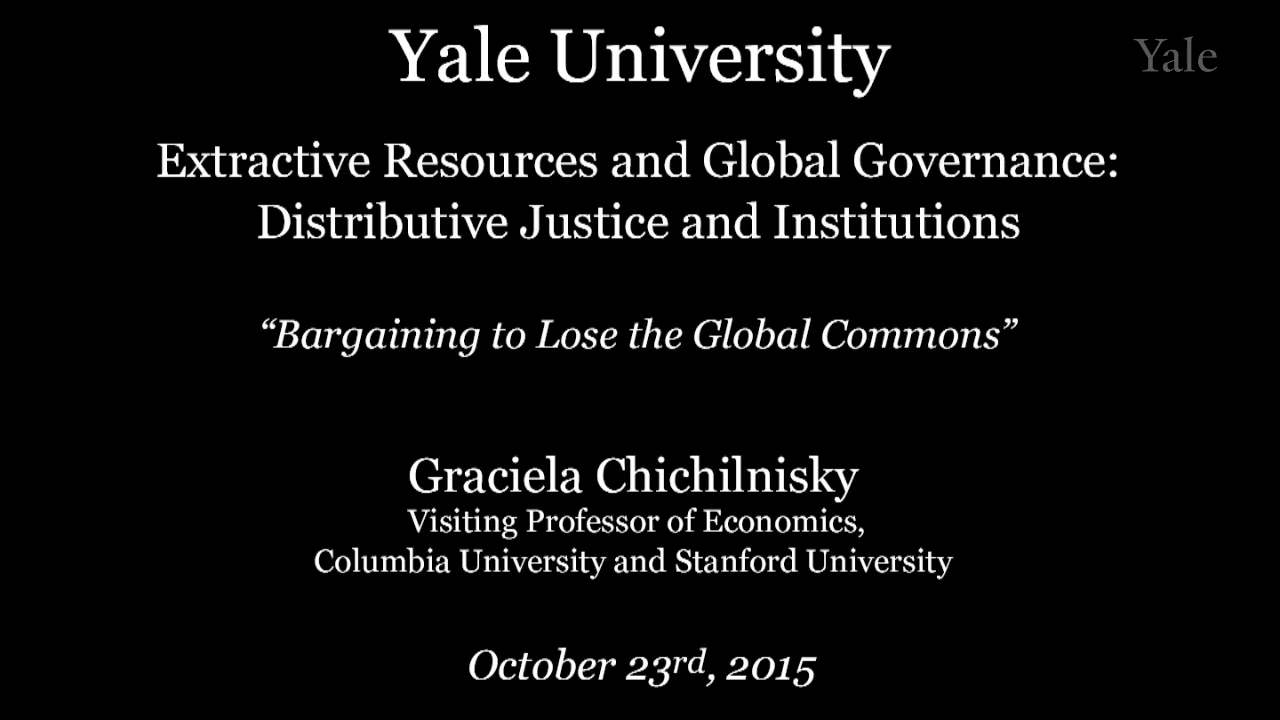 Yale University
Yale
Extractive Resources and Global Governance:
Distributive Justice and Institutions
“Bargaining to Lose the Global Commons”
Graciela Chichilnisky
Visiting Professor of Economics,
Columbia University and Stanford University
October 23rd, 2015